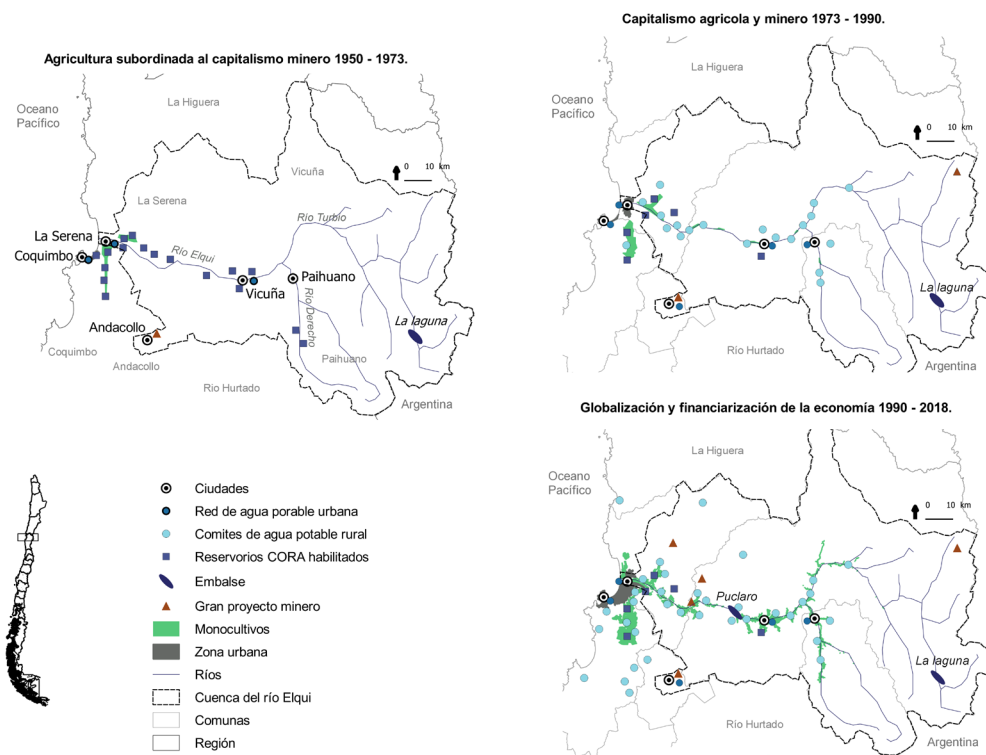 Agricultura subordinada al capitalismo minero 1950 - 1973.
Oceano
Pacífico
La Higuera
0 10 km
Vicuña
La Serena
Río Turbio
La Serena
Coquimbo
Río Elqui
Vicuña
Paihuano
Río Derecho
La laguna
Andacollo
Coquimbo
Andacollo
Paihuano
Rio Hurtado
Argentina
Capitalismo agricola y minero 1973 - 1990.
Oceano
Pacífico
La Higuera
0 10 km
La laguna
Río Hurtado
Argentina
Globalización y financiarización de la economía 1990 - 2018.
Oceano
Pacífico
La Higuera
0 10 km
Puclaro
La laguna
Río Hurtado
Argentina
Ciudades
Red de agua porable urbana
Comites de agua potable rural
Reservorios CORA habilitados
Embalse
Gran proyecto minero
Monocultivos
Zona urbana
Ríos
Cuenca del río Elqui
Comunas
Región